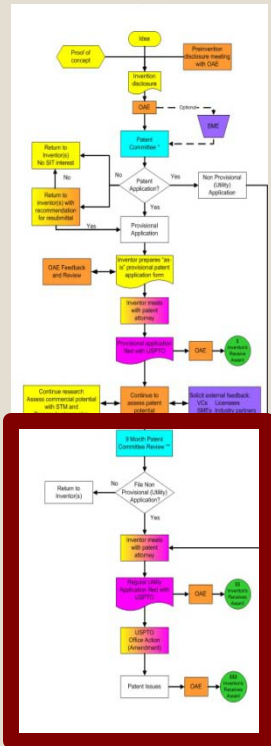 Idea
Proof of
concept
Preinvention
disclosure meeting
with OAE
Invention
disclosure
OAE
Optional
Patent
Committee *
SME
Return to
Inventor(s)
No SIT interest
No
No
Patent
Application?
Yes
Non Provisional
(Utility)
Application
Return to
inventor(s) with
recommendation
for resubmittal
Yes
Yes
Provisional
Application
Inventor prepares "as-
is" provisional patent
application form
OAE Feedback
and Review
Inventor meets
with patent
attorney
Provisional application
filed with USPTO
OAE
$
Inventor/s
Receive
Award
Continue research
Assess commercial potential
with STM and
Continue to
assess patent
potential
Solicit external feedback
VCs Licensees
SMEs Industry partners
9 Month Patent
Committee Review **
Return to
Inventor(s)
No
File Non
Provisional (Utility)
Application?
Yes
Inventor meets
with patent
attorney
Regular Utility
Application filed with
USPTO
OAE
$$
Inventor/s
Receives
Award
USPTO
Office Action
(Amendment)
Patent Issues
OAE
$$$
Inventor/s
Receives
Award